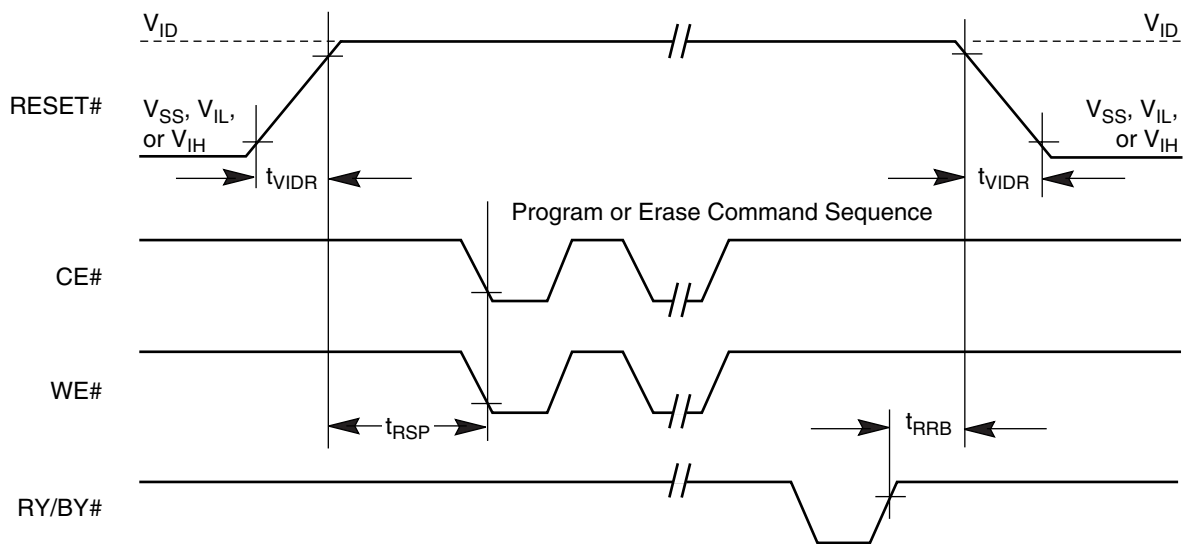 V_ID
V_ID
RESET#
V_SS, V_IL,
or V_IH
V_SS, V_IL,
or V_IH
t_VIDR
t_VIDR
Program or Erase Command Sequence
CE#
WE#
t_RSP
t_RRB
RY/BY#